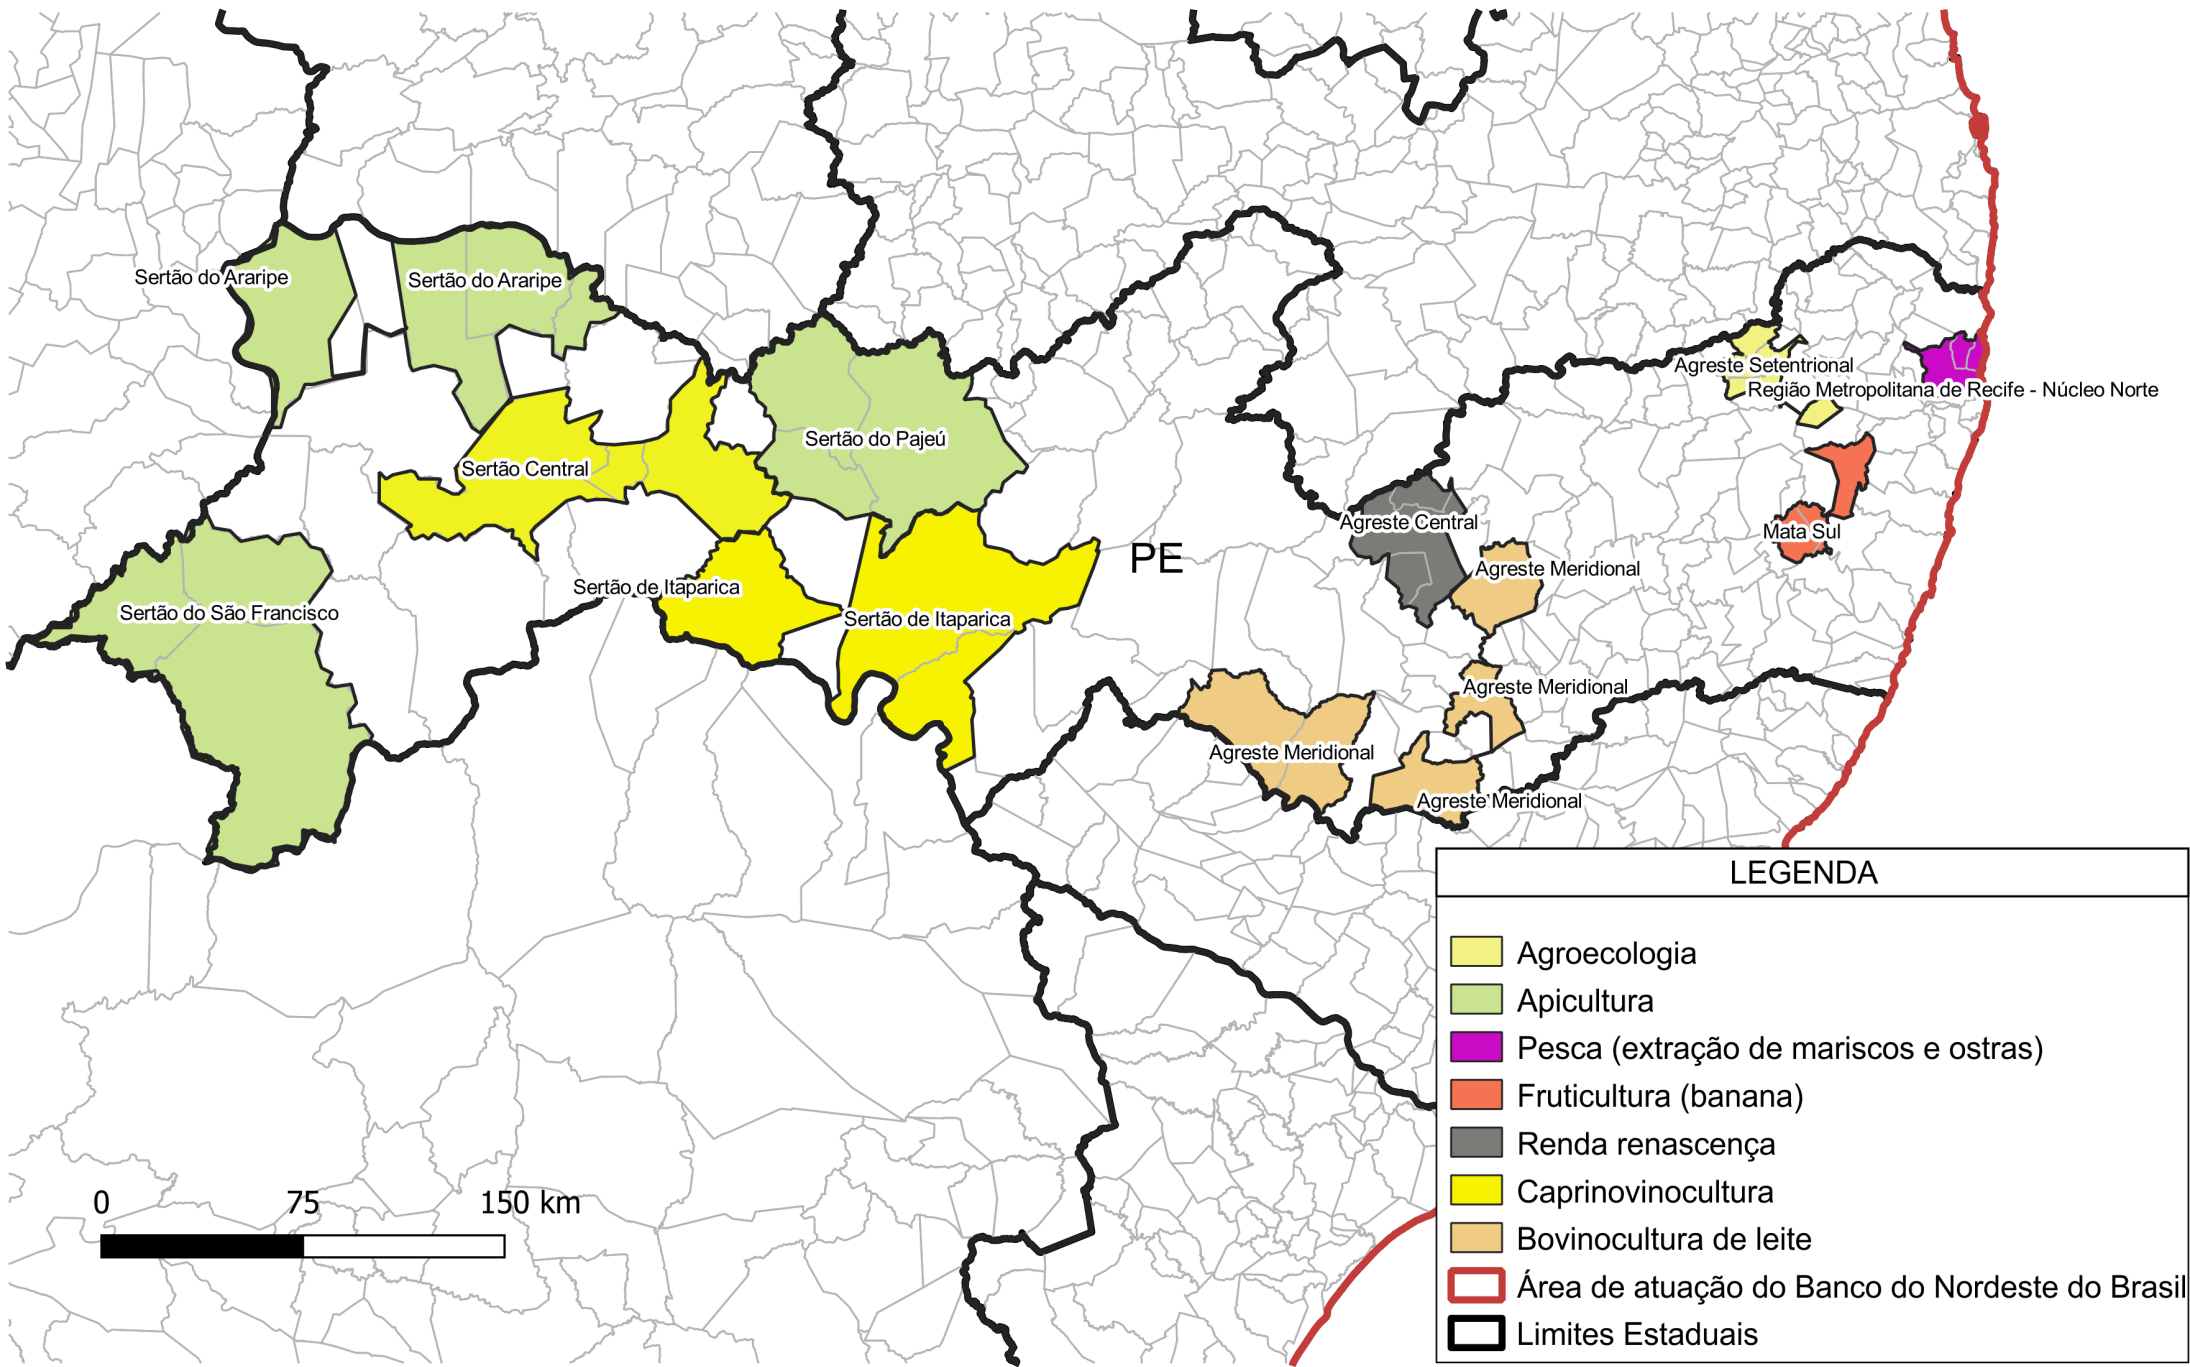 Sertão do Araripe
Sertão do Araripe
Agreste Setentrional
Região Metropolitana de Recife - Núcleo Norte
Sertão do Pajeú
Sertão Central
Agreste Central
Mata Sul
PE
Agreste Meridional
Sertão de Itaparica
Sertão do São Francisco
Sertão de Itaparica
Agreste Meridional
Agreste Meridional
Agreste Meridional
LEGENDA
Agroecologia
Apicultura
Pesca (extração de mariscos e ostras)
Fruticultura (banana)
Renda renascença
Caprinovinocultura
Bovinocultura de leite
Área de atuação do Banco do Nordeste do Brasil
Limites Estaduais
0 75 150 km